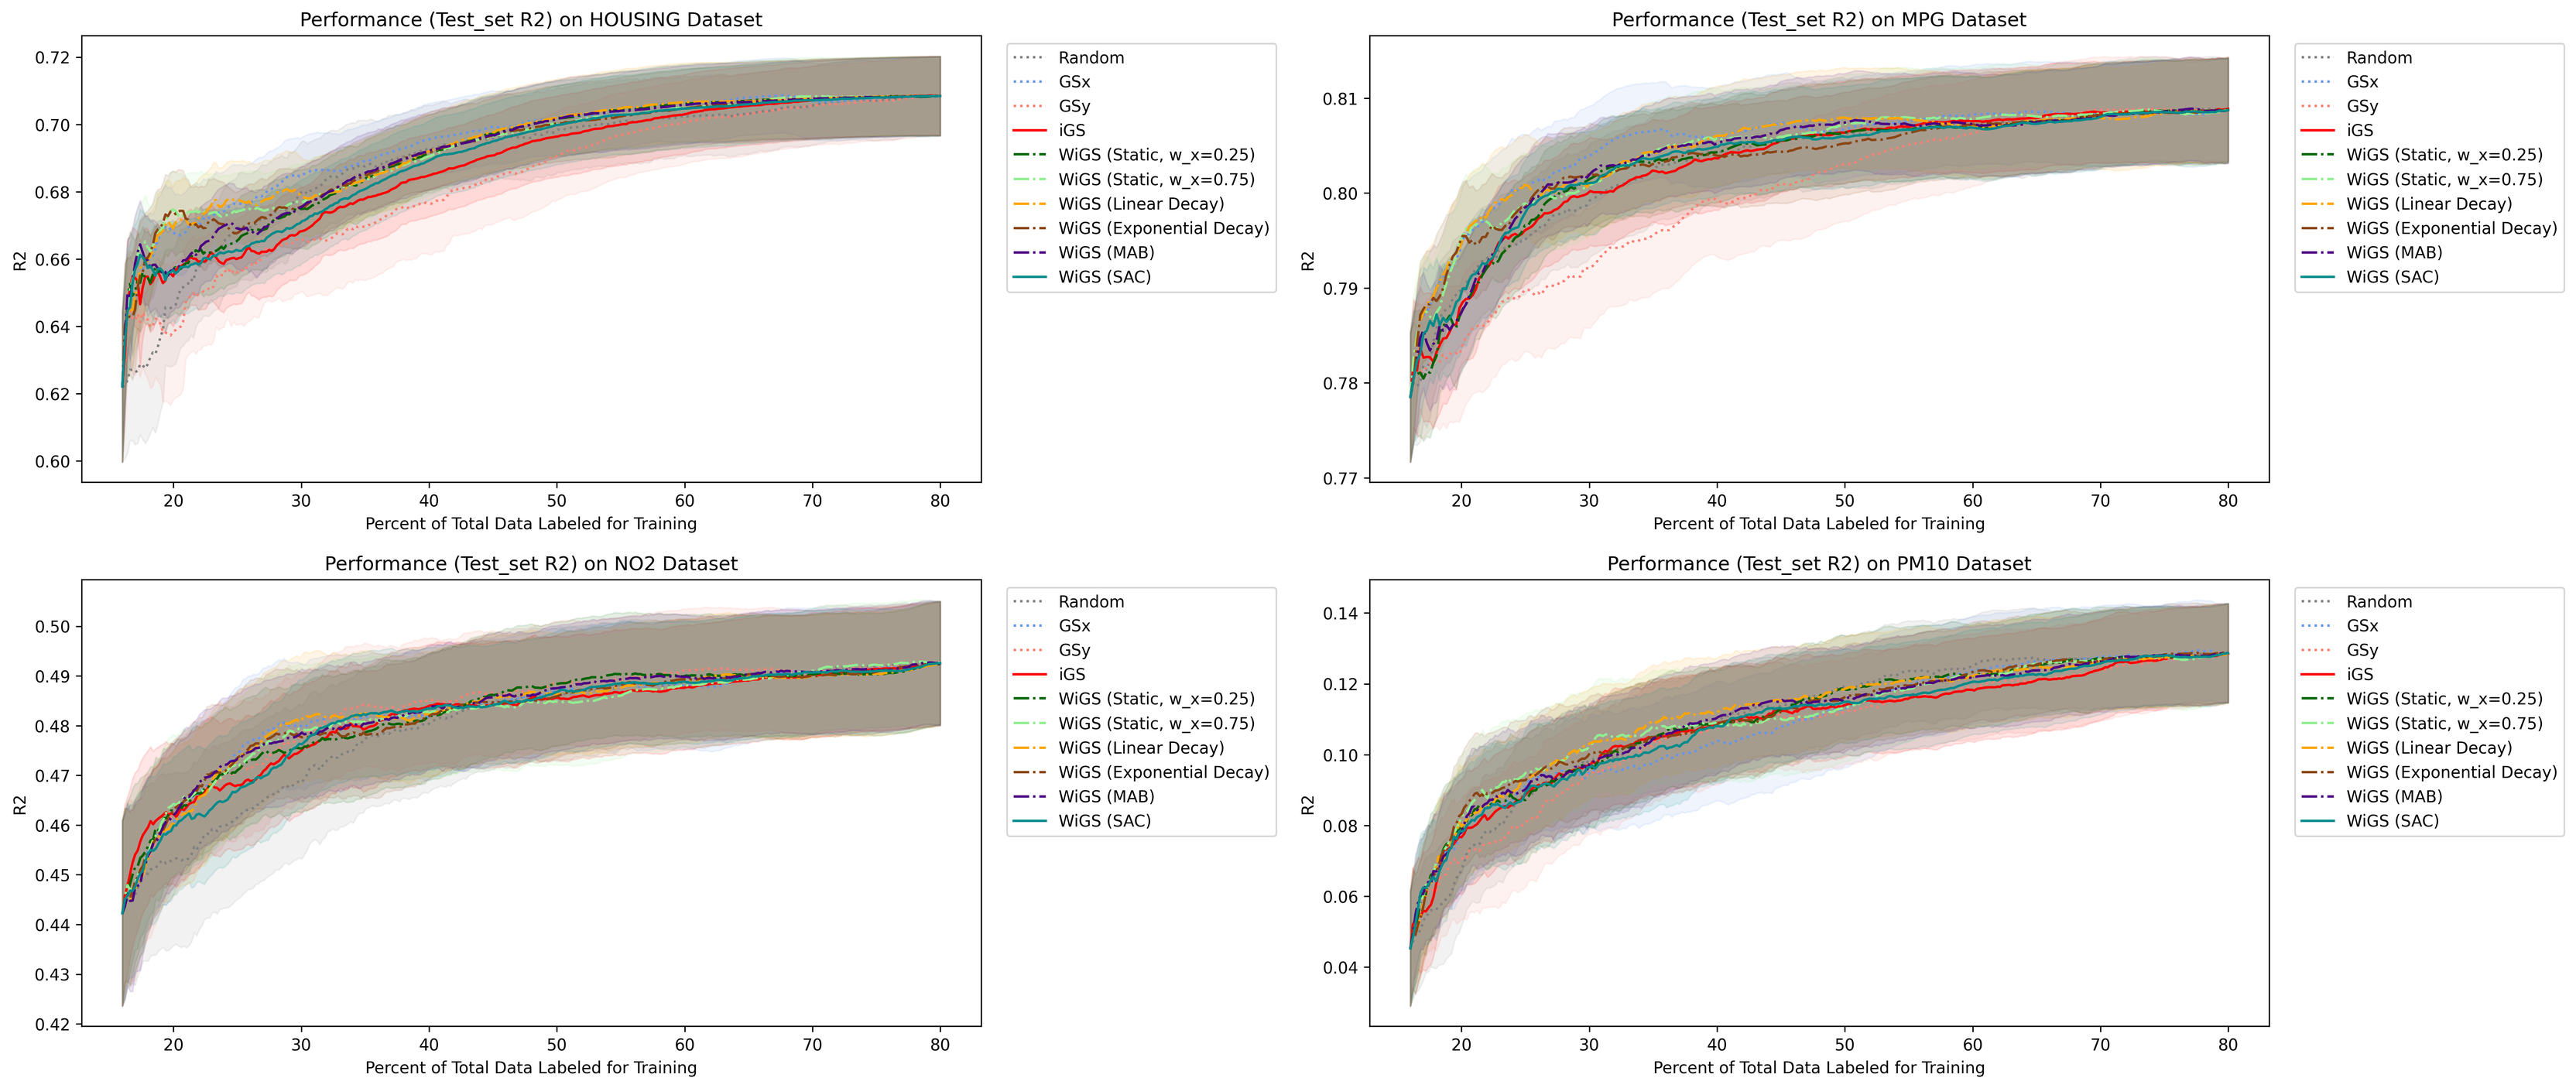 Performance (Test_set R2) on HOUSING Dataset
R2
0.72
0.70
0.68
0.66
0.64
0.62
0.60
20 30 40 50 60 70 80
Percent of Total Data Labeled for Training
Random
GSx
GSy
iGS
WiGS (Static, w_x=0.25)
WiGS (Static, w_x=0.75)
WiGS (Linear Decay)
WiGS (Exponential Decay)
WiGS (MAB)
WiGS (SAC)
Performance (Test_set R2) on MPG Dataset
R2
0.81
0.80
0.79
0.78
0.77
20 30 40 50 60 70 80
Percent of Total Data Labeled for Training
Random
GSx
GSy
iGS
WiGS (Static, w_x=0.25)
WiGS (Static, w_x=0.75)
WiGS (Linear Decay)
WiGS (Exponential Decay)
WiGS (MAB)
WiGS (SAC)
Performance (Test_set R2) on NO2 Dataset
R2
0.50
0.49
0.48
0.47
0.46
0.45
0.44
0.43
0.42
20 30 40 50 60 70 80
Percent of Total Data Labeled for Training
Random
GSx
GSy
iGS
WiGS (Static, w_x=0.25)
WiGS (Static, w_x=0.75)
WiGS (Linear Decay)
WiGS (Exponential Decay)
WiGS (MAB)
WiGS (SAC)
Performance (Test_set R2) on PM10 Dataset
R2
0.14
0.12
0.10
0.08
0.06
0.04
20 30 40 50 60 70 80
Percent of Total Data Labeled for Training
Random
GSx
GSy
iGS
WiGS (Static, w_x=0.25)
WiGS (Static, w_x=0.75)
WiGS (Linear Decay)
WiGS (Exponential Decay)
WiGS (MAB)
WiGS (SAC)